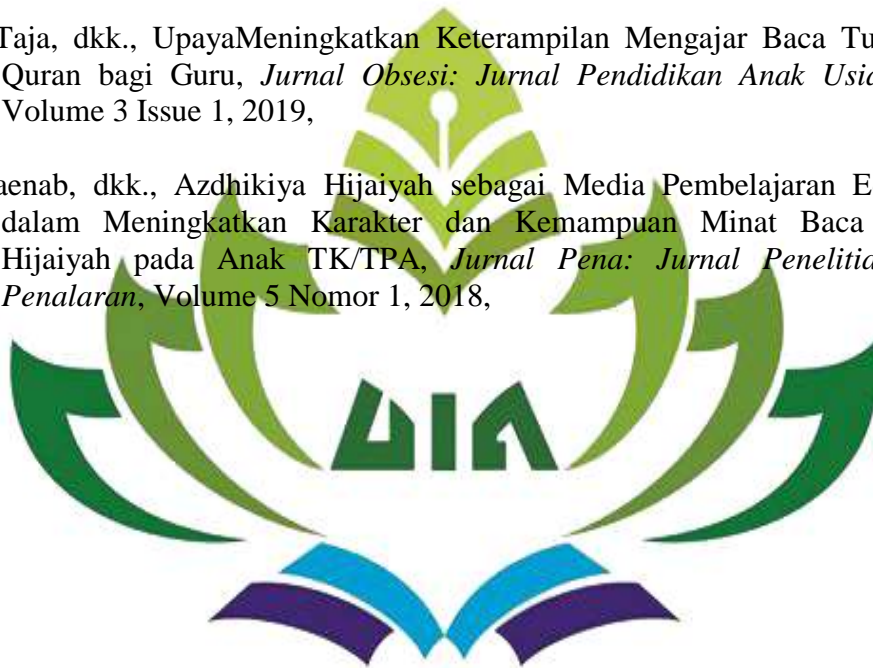 Taja, dkk., UpayaMeningkatkan Keterampilan Mengajar Baca Tu
Quran bagi Guru, Jurnal Obsesi: Jurnal Pendidikan Anak Usia
Volume 3 Issue 1, 2019,
aenab, dkk., Azdhikiya Hijaiyah sebagai Media Pembelajaran E
dalam Meningkatkan Karakter dan Kemampuan Minat Baca
Hijaiyah pada Anak TK/TPA, Jurnal Pena: Jurnal Penelitia
Penalaran, Volume 5 Nomor 1, 2018,
UIN